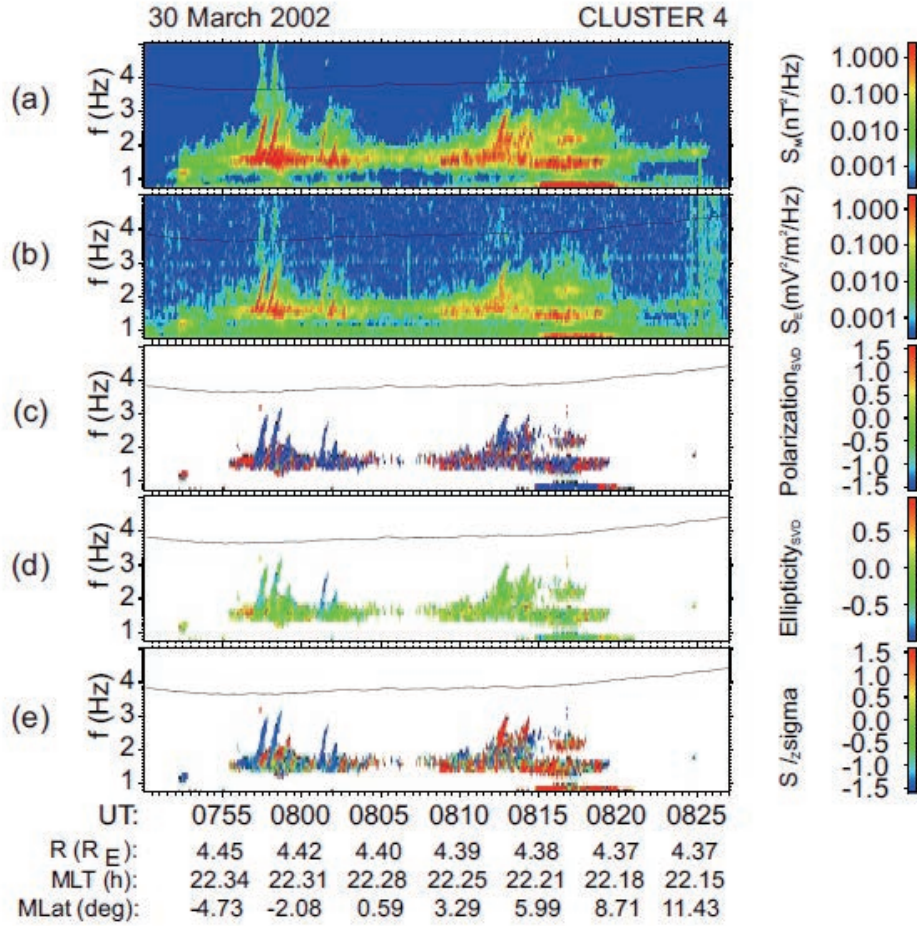 30 March 2002 CLUSTER 4
(a) f (Hz) 4 3 2 1 S_M(nT²/Hz) 1.000 0.100 0.010 0.001
(b) f (Hz) 4 3 2 1 S_E(mV²/m²/Hz) 1.000 0.100 0.010 0.001
(c) f (Hz) 4 3 2 1 Polarization_SVD 1.5 1.0 0.5 0.0 -0.5 -1.0 -1.5
(d) f (Hz) 4 3 2 1 Ellipticity_SVD 0.5 0.0 -0.5
(e) f (Hz) 4 3 2 1 S /_z sigma 1.5 1.0 0.5 0.0 -0.5 -1.0 -1.5
UT: 0755 0800 0805 0810 0815 0820 0825
R (R_E): 4.45 4.42 4.40 4.39 4.38 4.37 4.37
MLT (h): 22.34 22.31 22.28 22.25 22.21 22.18 22.15
MLat (deg): -4.73 -2.08 0.59 3.29 5.99 8.71 11.43